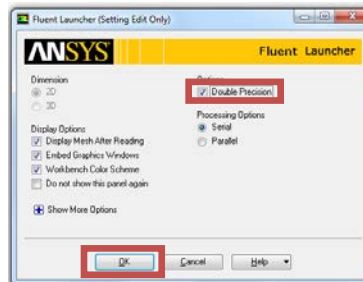 Fluent Launcher (Setting Edit Only)
ANSYS
Fluent Launcher
Dimension
2D
3D
Display Options
Display Mesh After Reading
Embed Graphics Windows
Workbench Color Scheme
Do not show this panel again
Show More Options
Options
Double Precision
Processing Options
Serial
Parallel
OK
Cancel
Help